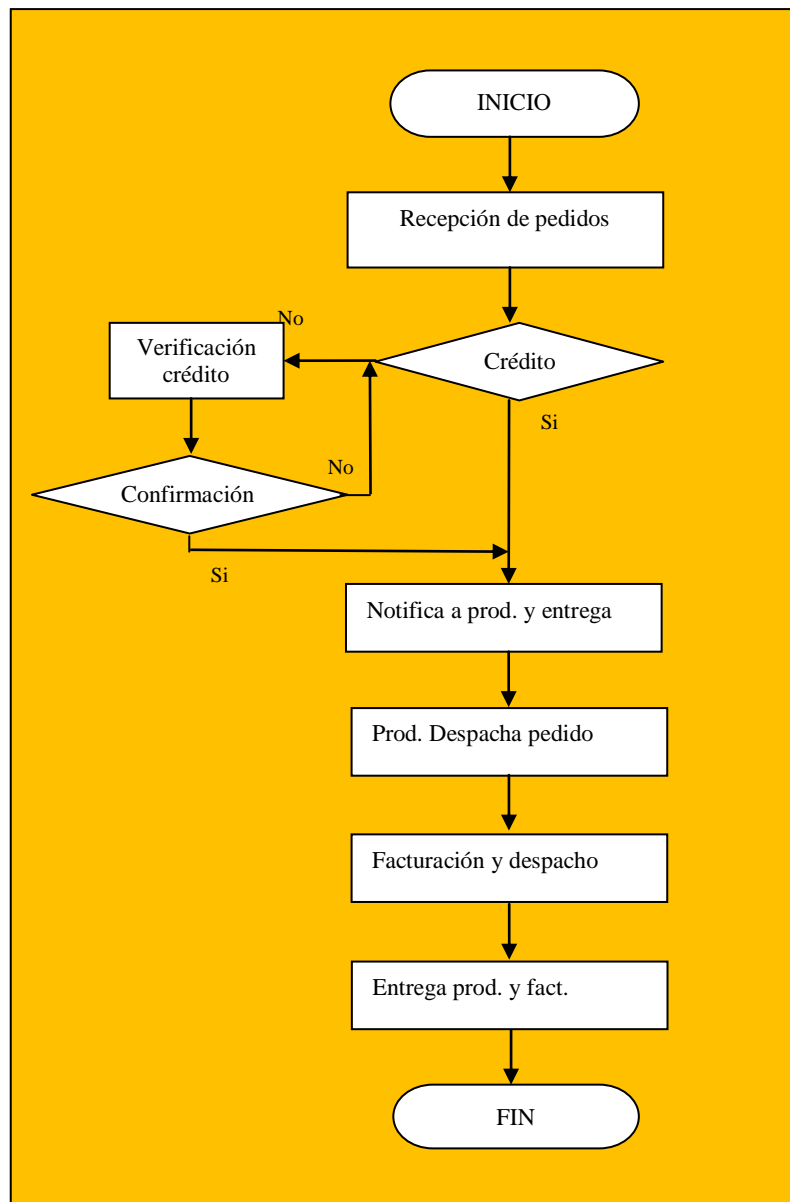 INICIO
Recepción de pedidos
No
Verificación
crédito
Crédito
Si
No
Confirmación
Si
Notifica a prod. y entrega
Prod. Despacha pedido
Facturación y despacho
Entrega prod. y fact.
FIN